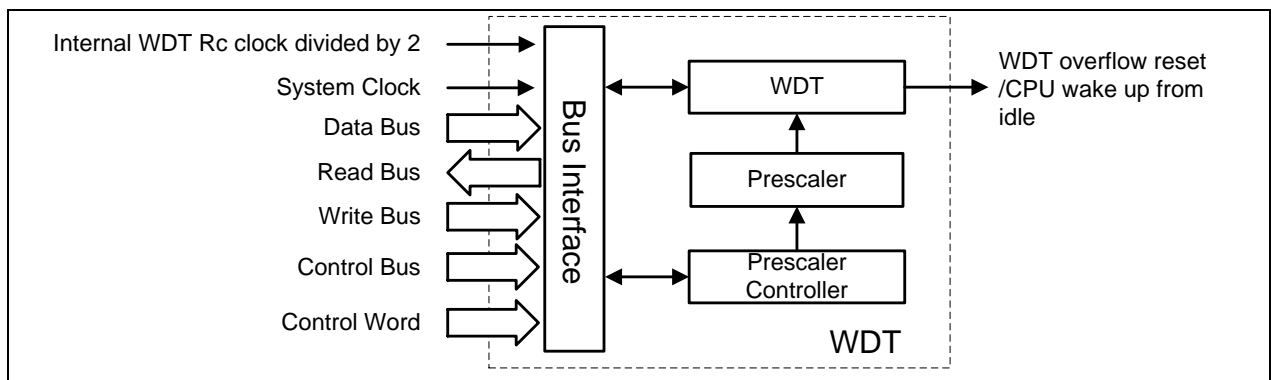 Internal WDT Rc clock divided by 2
System Clock
Data Bus
Read Bus
Write Bus
Control Bus
Control Word
Bus Interface
WDT
Prescaler
Prescaler
Controller
WDT
WDT overflow reset
/CPU wake up from
idle